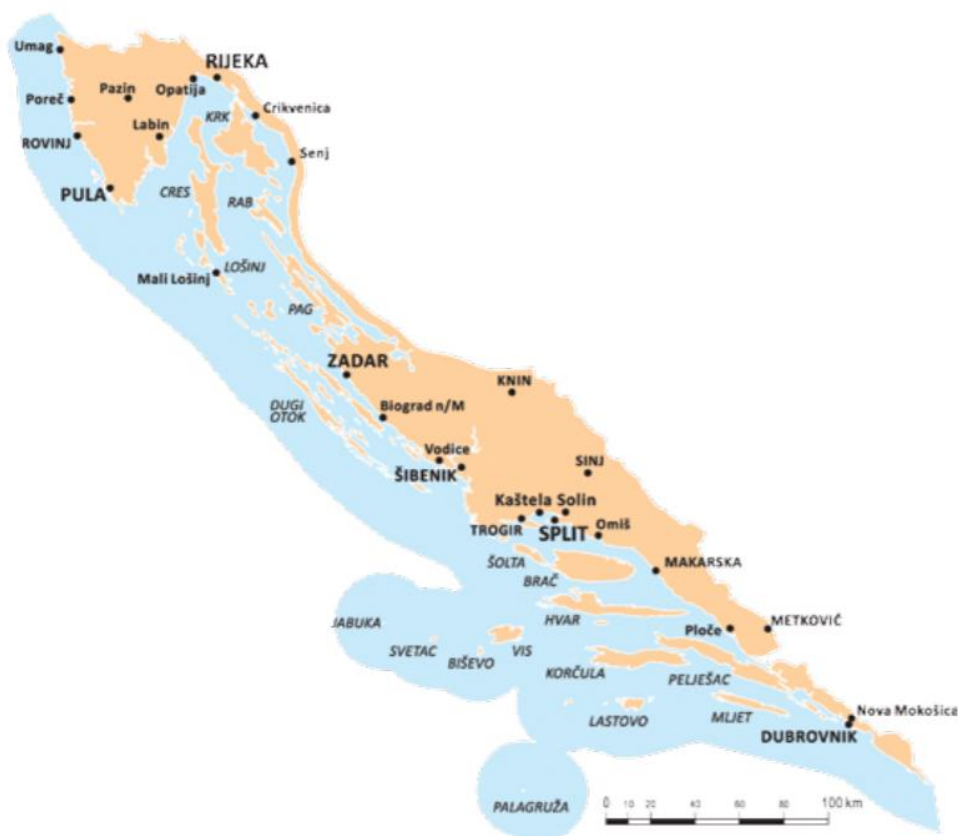 Umag
RIJEKA
Pazin
Opatija
Poreč
Crikvenica
KRK
Labin
ROVINJ
Senj
PULA
CRES
RAB
LOŠINJ
Mali Lošinj
PAG
ZADAR
KNIN
DUGI
OTOK
Biograd n/M
Vodice
SINJ
ŠIBENIK
Kaštela Solin
TROGIR
SPLIT
Omiš
ŠOLTA
MAKARSKA
BRAČ
JABUKA
HVAR
Ploče
METKOVIČ
SVETAC
BIŠEVO
VIS
KORČULA
PELJEŠAC
LASTOVO
MLJET
Nova Mokošica
DUBROVNIK
PALAGRUŽA
0 10 20 40 60 80 100 km